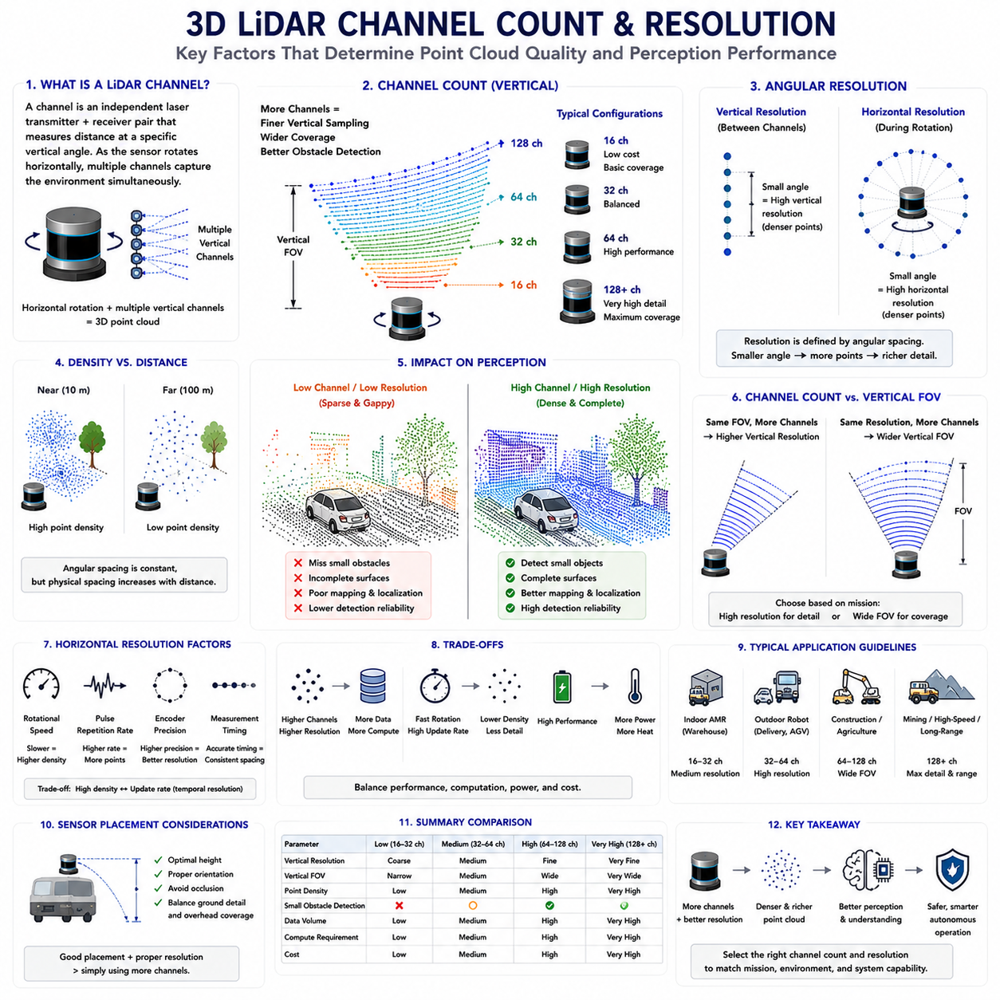 3D LiDAR CHANNEL COUNT & RESOLUTION
Key Factors That Determine Point Cloud Quality and Perception Performance
1. WHAT IS A LiDAR CHANNEL?
A channel is an independent laser
transmitter + receiver pair that
measures distance at a specific
vertical angle. As the sensor rotates
horizontally, multiple channels capture
the environment simultaneously.
Multiple
Vertical
Channels
Horizontal rotation + multiple vertical channels
= 3D point cloud
2. CHANNEL COUNT (VERTICAL)
More Channels =
Finer Vertical Sampling
Wider Coverage
Better Obstacle Detection
Vertical
FOV
128 ch
64 ch
32 ch
16 ch
Typical Configurations
16 ch
Low cost
Basic coverage
32 ch
Balanced
64 ch
High performance
128+ ch
Very high detail
Maximum coverage
3. ANGULAR RESOLUTION
Vertical Resolution
(Between Channels)
Small angle
= High vertical
resolution
(denser points)
Horizontal Resolution
(During Rotation)
Small angle
= High horizontal
resolution
(denser points)
Resolution is defined by angular spacing.
Smaller angle → more points → richer detail.
4. DENSITY VS. DISTANCE
Near (10 m)
Far (100 m)
High point density
Low point density
Angular spacing is constant,
but physical spacing increases with distance.
5. IMPACT ON PERCEPTION
Low Channel / Low Resolution
(Sparse & Gappy)
Miss small obstacles
Incomplete surfaces
Poor mapping & localization
Lower detection reliability
High Channel / High Resolution
(Dense & Complete)
Detect small objects
Complete surfaces
Better mapping & localization
High detection reliability
6. CHANNEL COUNT vs. VERTICAL FOV
Same FOV, More Channels
→ Higher Vertical Resolution
Same Resolution, More Channels
→ Wider Vertical FOV
FOV
Choose based on mission:
High resolution for detail or Wide FOV for coverage
7. HORIZONTAL RESOLUTION FACTORS
Rotational
Speed
Slower =
Higher density
Pulse
Repetition Rate
Higher rate =
More points
Encoder
Precision
Higher precision =
Better resolution
Measurement
Timing
Accurate timing =
Consistent spacing
Trade-off: High density ↔ Update rate (temporal resolution)
8. TRADE-OFFS
Higher Channels
Higher Resolution
More Data
More Compute
Fast Rotation
High Update Rate
Lower Density
Less Detail
High Performance
More Power
More Heat
Balance performance, computation, power, and cost.
9. TYPICAL APPLICATION GUIDELINES
Indoor AMR
(Warehouse)
16–32 ch
Medium resolution
Outdoor Robot
(Delivery, AGV)
32–64 ch
High resolution
Construction /
Agriculture
64–128 ch
Wide FOV
Mining / High-Speed /
Long-Range
128+ ch
Max detail & range
10. SENSOR PLACEMENT CONSIDERATIONS
Optimal height
Proper orientation
Avoid occlusion
Balance ground detail
and overhead coverage
Good placement + proper resolution
> simply using more channels.
11. SUMMARY COMPARISON
Parameter Low (16–32 ch) Medium (32–64 ch) High (64–128 ch) Very High (128+ ch)
Vertical Resolution Coarse Medium Fine Very Fine
Vertical FOV Narrow Medium Wide Very Wide
Point Density Low Medium High Very High
Small Obstacle Detection
Data Volume Low Medium High Very High
Compute Requirement Low Medium High Very High
Cost Low Medium High Very High
12. KEY TAKEAWAY
More channels
+ better resolution
Denser & richer
point cloud
Better perception
& understanding
Safer, smarter
autonomous
operation
Select the right channel count and resolution
to match mission, environment, and system capability.